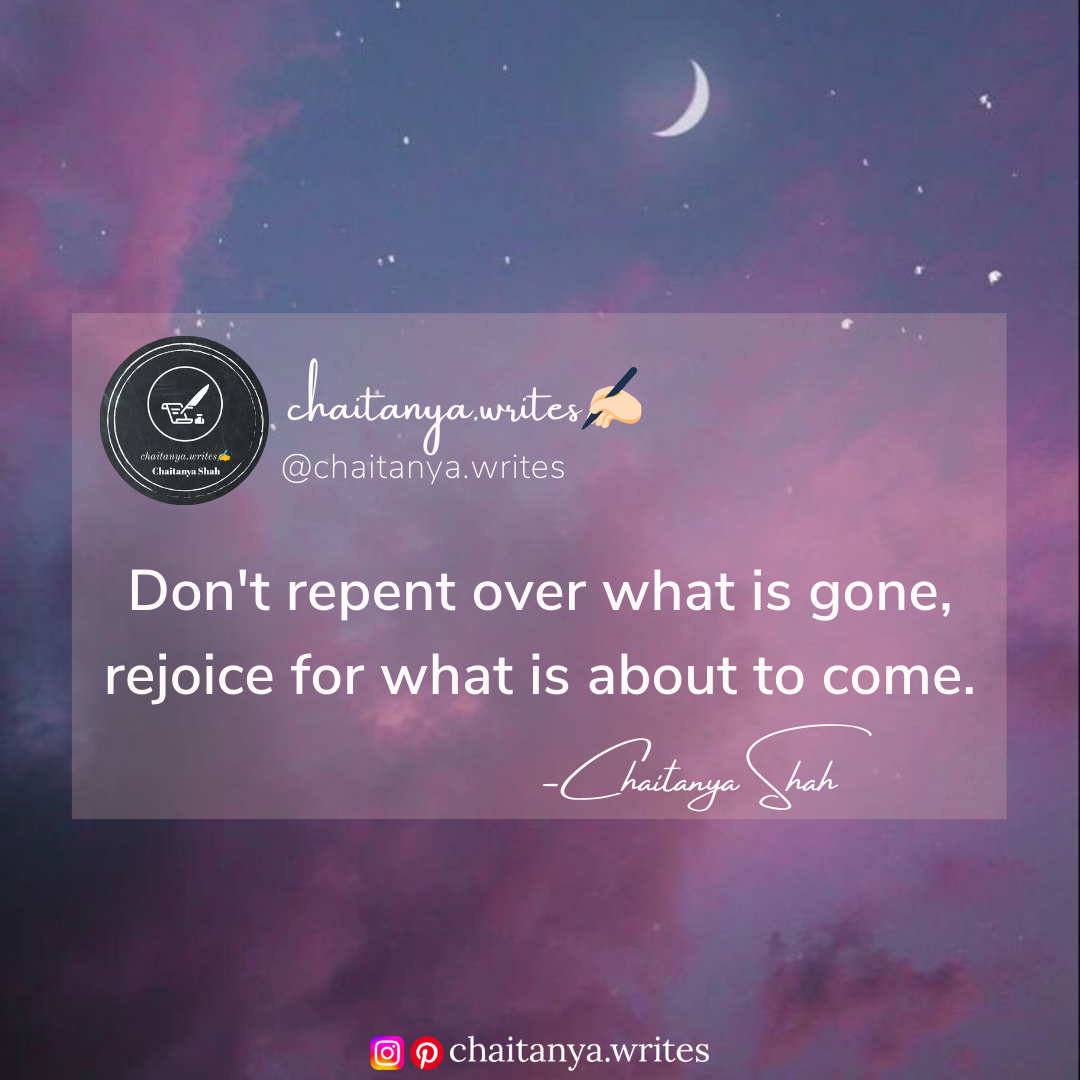 chaitanya.writes✍
Chaitanya Shah
chaitanya.writes✍🏻
@chaitanya.writes
Don't repent over what is gone,
rejoice for what is about to come.
-Chaitanya Shah
chaitanya.writes